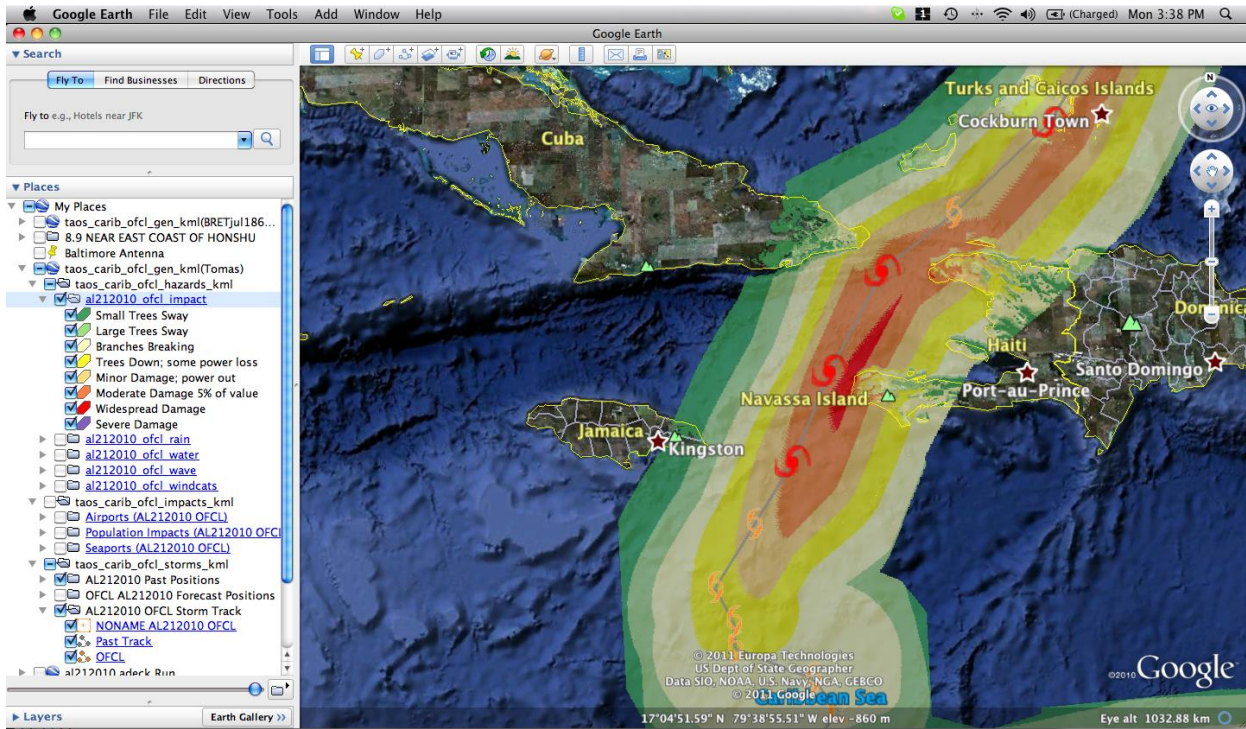 Google Earth File Edit View Tools Add Window Help
1 (Charged) Mon 3:38 PM
Google Earth
Search
Fly To Find Businesses Directions
Fly to e.g., Hotels near JFK
Places
My Places
taos_carib_ofcl_gen_kml(BRETjul186...
8.9 NEAR EAST COAST OF HONSHU
Baltimore Antenna
taos_carib_ofcl_gen_kml(Tomas)
taos_carib_ofcl_hazards_kml
al212010_ofcl_impact
Small Trees Sway
Large Trees Sway
Branches Breaking
Trees Down; some power loss
Minor Damage; power out
Moderate Damage 5% of value
Widespread Damage
Severe Damage
al212010_ofcl_rain
al212010_ofcl_water
al212010_ofcl_wave
al212010_ofcl_windcats
taos_carib_ofcl_impacts_kml
Airports (AL212010 OFCL)
Population Impacts (AL212010 OFCL
Seaports (AL212010 OFCL)
taos_carib_ofcl_storms_kml
AL212010 Past Positions
OFCL AL212010 Forecast Positions
AL212010 OFCL Storm Track
NONAME AL212010 OFCL
Past Track
OFCL
al212010 adeck Run
Layers
Earth Gallery >>
N
Turks and Caicos Islands
Cockburn Town
Cuba
Dominica
Haiti
Santo Domingo
Port-au-Prince
Navassa Island
Jamaica
Kingston
© 2011 Europa Technologies
US Dept of State Geographer
Data SIO, NOAA, U.S. Navy, NGA, GEBCO
© 2011 Google
Caribbean Sea
©2010 Google
17°04'51.59" N 79°38'55.51" W elev -860 m
Eye alt 1032.88 km